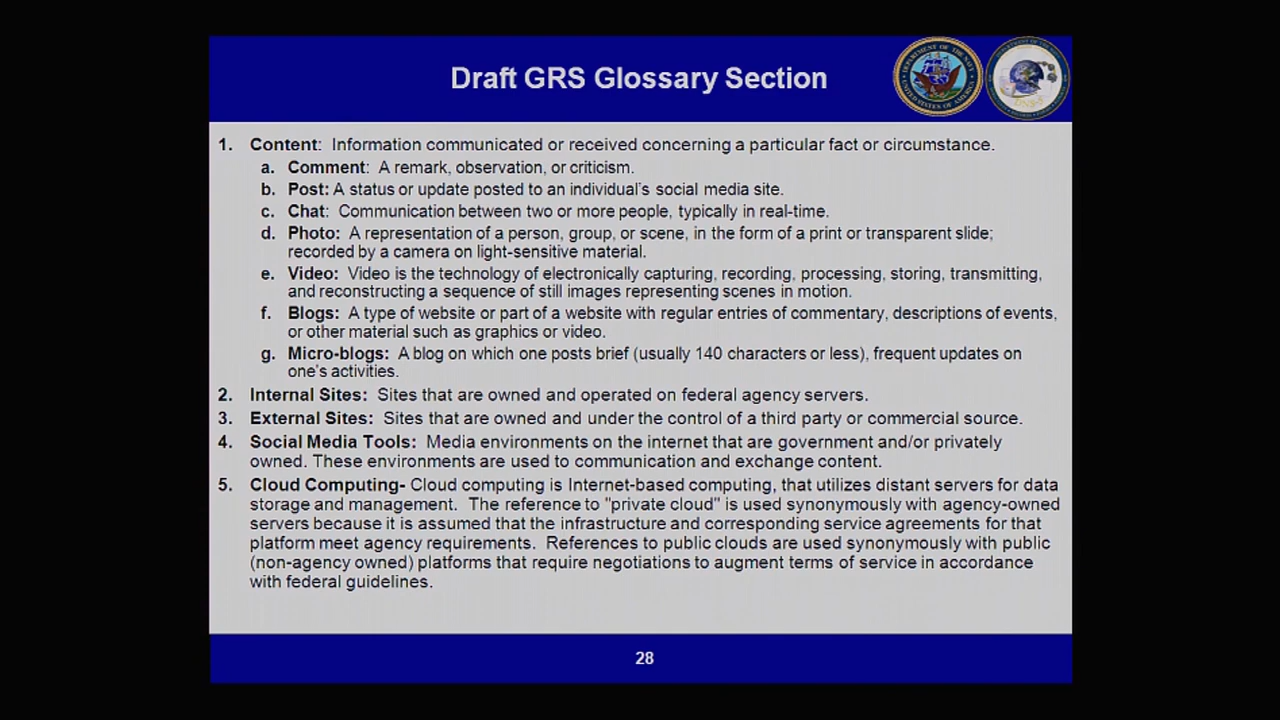 Draft GRS Glossary Section
1. Content: Information communicated or received concerning a particular fact or circumstance.
a. Comment: A remark, observation, or criticism.
b. Post: A status or update posted to an individual's social media site.
c. Chat: Communication between two or more people, typically in real-time.
d. Photo: A representation of a person, group, or scene, in the form of a print or transparent slide;
recorded by a camera on light-sensitive material.
e. Video: Video is the technology of electronically capturing, recording, processing, storing, transmitting,
and reconstructing a sequence of still images representing scenes in motion.
f. Blogs: A type of website or part of a website with regular entries of commentary, descriptions of events,
or other material such as graphics or video.
g. Micro-blogs: A blog on which one posts brief (usually 140 characters or less), frequent updates on
one's activities.
2. Internal Sites: Sites that are owned and operated on federal agency servers.
3. External Sites: Sites that are owned and under the control of a third party or commercial source.
4. Social Media Tools: Media environments on the internet that are government and/or privately
owned. These environments are used to communication and exchange content.
5. Cloud Computing- Cloud computing is Internet-based computing, that utilizes distant servers for data
storage and management. The reference to "private cloud" is used synonymously with agency-owned
servers because it is assumed that the infrastructure and corresponding service agreements for that
platform meet agency requirements. References to public clouds are used synonymously with public
(non-agency owned) platforms that require negotiations to augment terms of service in accordance
with federal guidelines.
28
DEPARTMENT OF THE NAVY
UNITED STATES OF AMERICA